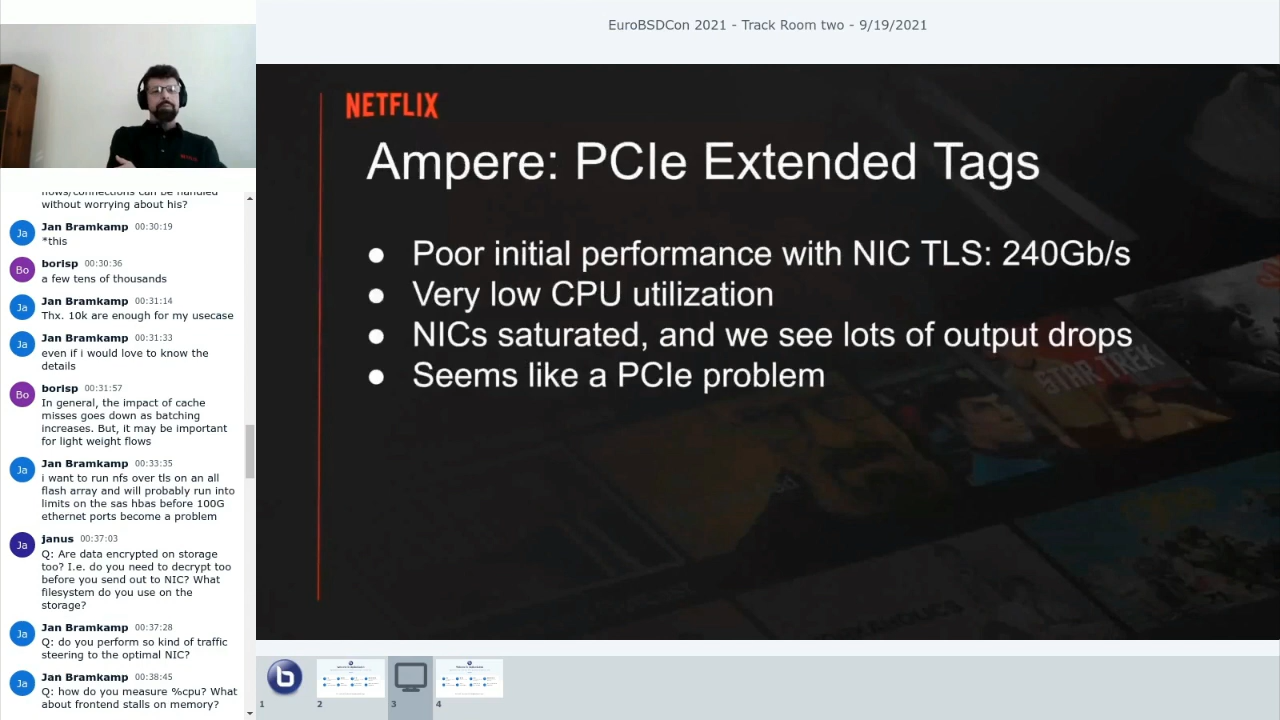 EuroBSDCon 2021 - Track Room two - 9/19/2021
NETFLIX
Ampere: PCIe Extended Tags
● Poor initial performance with NIC TLS: 240Gb/s
● Very low CPU utilization
● NICs saturated, and we see lots of output drops
● Seems like a PCIe problem
STAR TREK
flows/connections can be handled
without worrying about his?
Ja
Jan Bramkamp 00:30:19
*this
Bo
borisp 00:30:36
a few tens of thousands
Ja
Jan Bramkamp 00:31:14
Thx. 10k are enough for my usecase
Ja
Jan Bramkamp 00:31:33
even if i would love to know the
details
Bo
borisp 00:31:57
In general, the impact of cache
misses goes down as batching
increases. But, it may be important
for light weight flows
Ja
Jan Bramkamp 00:33:35
i want to run nfs over tls on an all
flash array and will probably run into
limits on the sas hbas before 100G
ethernet ports become a problem
Ja
janus 00:37:03
Q: Are data encrypted on storage
too? I.e. do you need to decrypt too
before you send out to NIC? What
filesystem do you use on the
storage?
Ja
Jan Bramkamp 00:37:28
Q: do you perform so kind of traffic
steering to the optimal NIC?
Ja
Jan Bramkamp 00:38:45
Q: how do you measure %cpu? What
about frontend stalls on memory?
b
1
2
3
4